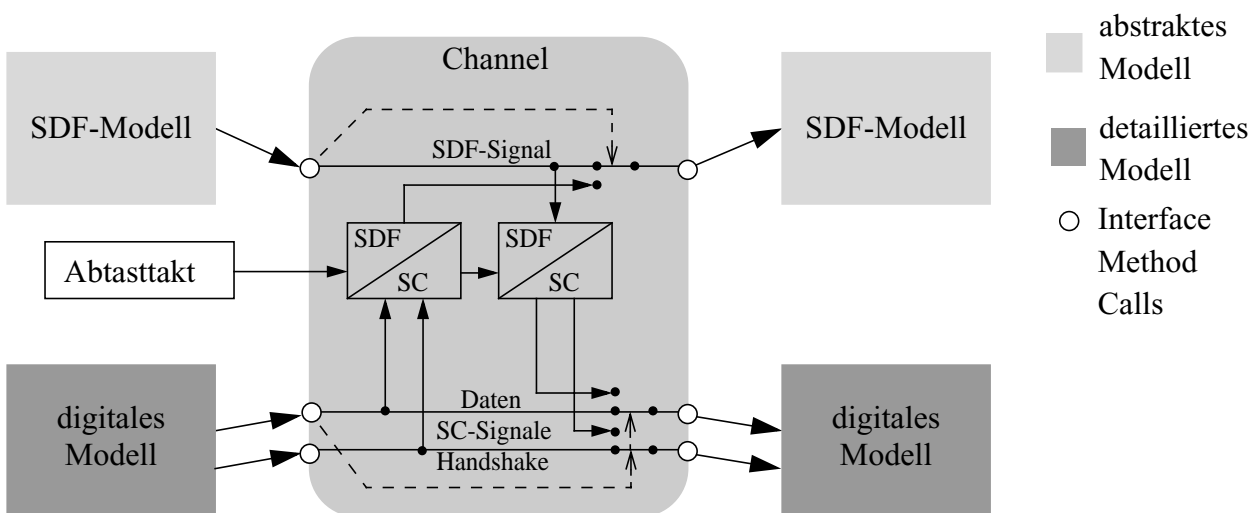 Channel
SDF-Modell
SDF-Signal
SDF-Modell
SDF
SC
SDF
SC
Abtasttakt
digitales
Modell
Daten
SC-Signale
Handshake
digitales
Modell
abstraktes
Modell
detailliertes
Modell
Interface
Method
Calls